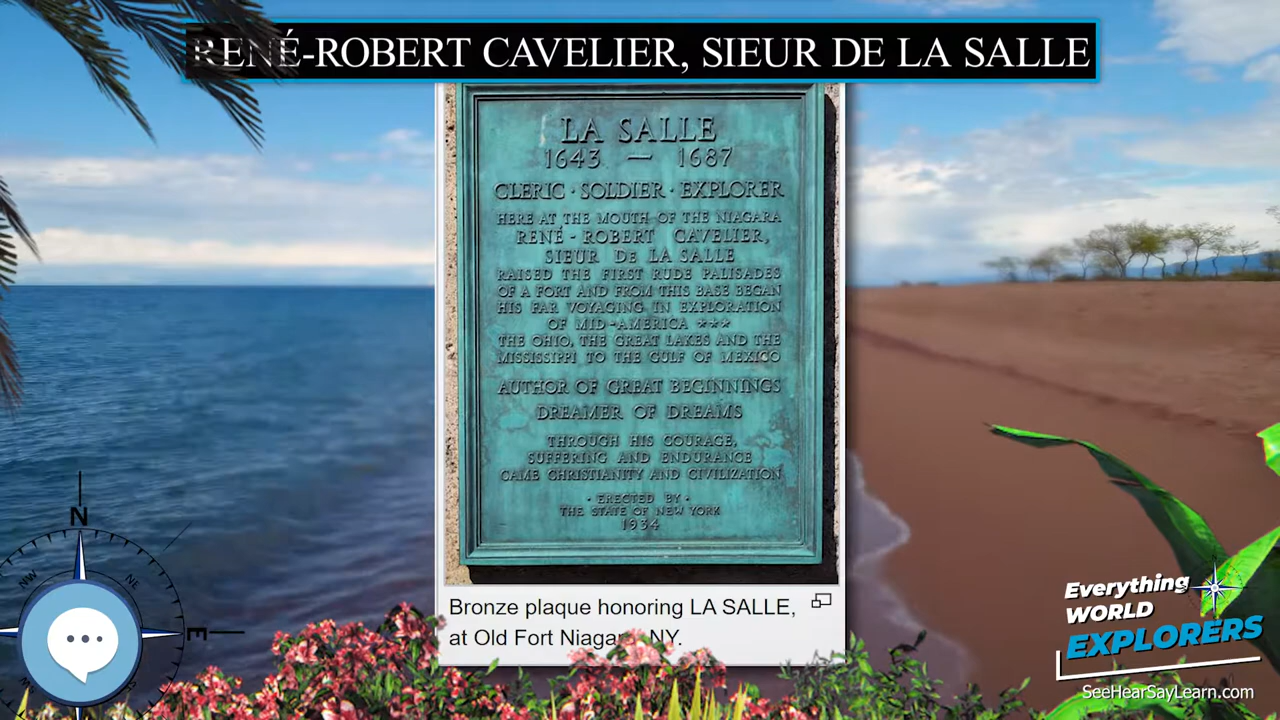 RENÉ-ROBERT CAVELIER, SIEUR DE LA SALLE
LA SALLE
1643 — 1687
CLERIC · SOLDIER · EXPLORER
HERE AT THE MOUTH OF THE NIAGARA
RENÉ - ROBERT CAVELIER,
SIEUR DE LA SALLE
RAISED THE FIRST RUDE PALISADES
OF A FORT AND FROM THIS BASE BEGAN
HIS FAR VOYAGING IN EXPLORATION
OF MID-AMERICA ***
THE OHIO, THE GREAT LAKES AND THE
MISSISSIPPI TO THE GULF OF MEXICO
AUTHOR OF GREAT BEGINNINGS
DREAMER OF DREAMS
THROUGH HIS COURAGE,
SUFFERING AND ENDURANCE
CAME CHRISTIANITY AND CIVILIZATION
· ERECTED BY ·
THE STATE OF NEW YORK
1934
Bronze plaque honoring LA SALLE,
at Old Fort Niagara, NY.
N
NW
NE
E
Everything
WORLD
EXPLORERS
SeeHearSayLearn.com